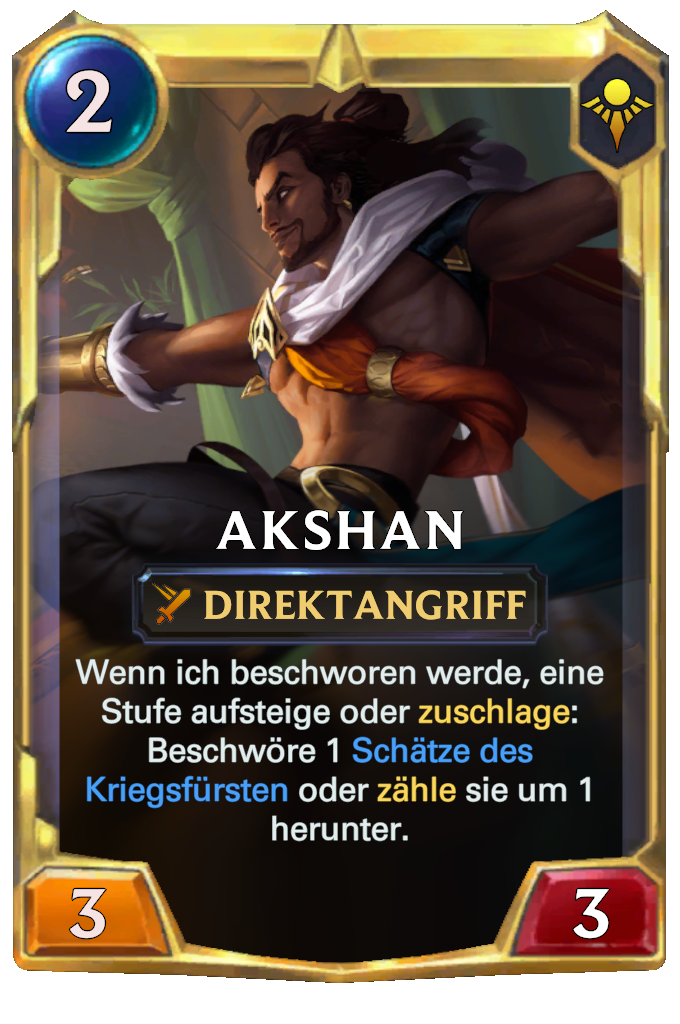 2
AKSHAN
DIREKTANGRIFF
Wenn ich beschworen werde, eine
Stufe aufsteige oder zuschlage:
Beschwöre 1 Schätze des
Kriegsfürsten oder zähle sie um 1
herunter.
3 3